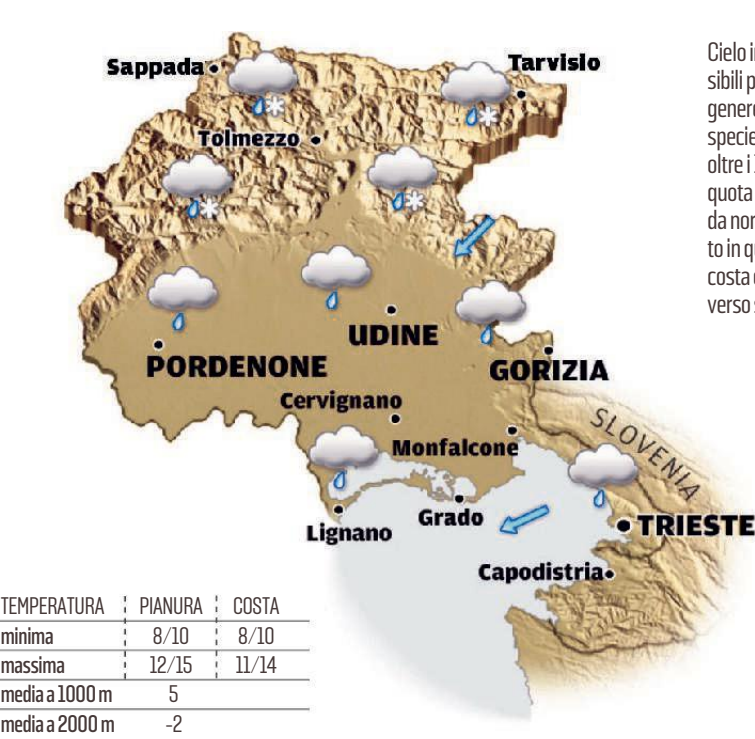 Sappada
Tarvisio
Tolmezzo
UDINE
PORDENONE
GORIZIA
Cervignano
Monfalcone
SLOVENIA
Lignano
Grado
TRIESTE
Capodistria
Cielo
sibili
genere
specie
oltre i
quota
da
to in
costa
verso
TEMPERATURA PIANURA COSTA
minima 8/10 8/10
massima 12/15 11/14
media a 1000 m 5
media a 2000 m -2